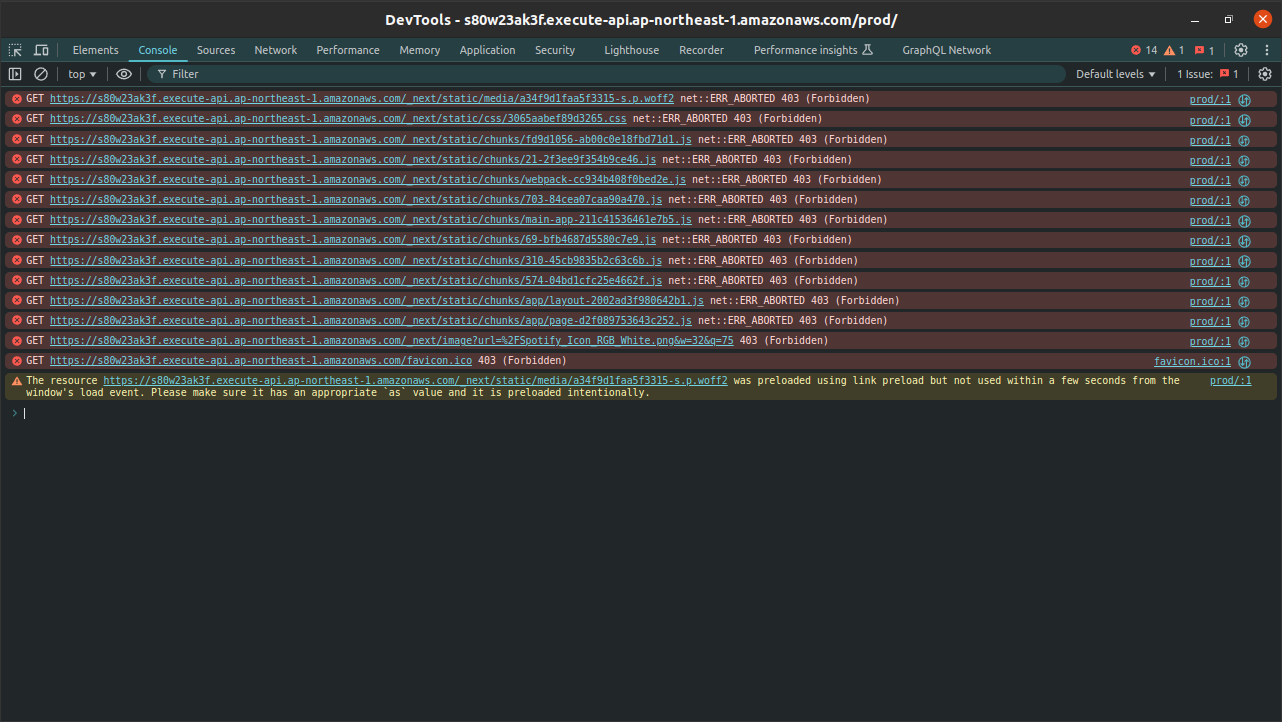 DevTools - s80w23ak3f.execute-api.ap-northeast-1.amazonaws.com/prod/
Elements Console Sources Network Performance Memory Application Security Lighthouse Recorder Performance insights GraphQL Network 14 1 1
top Filter Default levels 1 Issue: 1
GET https://s80w23ak3f.execute-api.ap-northeast-1.amazonaws.com/_next/static/media/a34f9d1faa5f3315-s.p.woff2 net::ERR_ABORTED 403 (Forbidden) prod/:1
GET https://s80w23ak3f.execute-api.ap-northeast-1.amazonaws.com/_next/static/css/3065aabef89d3265.css net::ERR_ABORTED 403 (Forbidden) prod/:1
GET https://s80w23ak3f.execute-api.ap-northeast-1.amazonaws.com/_next/static/chunks/fd9d1056-ab00c0e18fbd71d1.js net::ERR_ABORTED 403 (Forbidden) prod/:1
GET https://s80w23ak3f.execute-api.ap-northeast-1.amazonaws.com/_next/static/chunks/21-2f3ee9f354b9ce46.js net::ERR_ABORTED 403 (Forbidden) prod/:1
GET https://s80w23ak3f.execute-api.ap-northeast-1.amazonaws.com/_next/static/chunks/webpack-cc934b408f0bed2e.js net::ERR_ABORTED 403 (Forbidden) prod/:1
GET https://s80w23ak3f.execute-api.ap-northeast-1.amazonaws.com/_next/static/chunks/703-84cea07caa90a470.js net::ERR_ABORTED 403 (Forbidden) prod/:1
GET https://s80w23ak3f.execute-api.ap-northeast-1.amazonaws.com/_next/static/chunks/main-app-211c41536461e7b5.js net::ERR_ABORTED 403 (Forbidden) prod/:1
GET https://s80w23ak3f.execute-api.ap-northeast-1.amazonaws.com/_next/static/chunks/69-bfb4687d5580c7e9.js net::ERR_ABORTED 403 (Forbidden) prod/:1
GET https://s80w23ak3f.execute-api.ap-northeast-1.amazonaws.com/_next/static/chunks/310-45cb9835b2c63c6b.js net::ERR_ABORTED 403 (Forbidden) prod/:1
GET https://s80w23ak3f.execute-api.ap-northeast-1.amazonaws.com/_next/static/chunks/574-04bd1cfc25e4662f.js net::ERR_ABORTED 403 (Forbidden) prod/:1
GET https://s80w23ak3f.execute-api.ap-northeast-1.amazonaws.com/_next/static/chunks/app/layout-2002ad3f980642b1.js net::ERR_ABORTED 403 (Forbidden) prod/:1
GET https://s80w23ak3f.execute-api.ap-northeast-1.amazonaws.com/_next/static/chunks/app/page-d2f089753643c252.js net::ERR_ABORTED 403 (Forbidden) prod/:1
GET https://s80w23ak3f.execute-api.ap-northeast-1.amazonaws.com/_next/image?url=%2FSpotify_Icon_RGB_White.png&w=32&q=75 403 (Forbidden) prod/:1
GET https://s80w23ak3f.execute-api.ap-northeast-1.amazonaws.com/favicon.ico 403 (Forbidden) favicon.ico:1
The resource https://s80w23ak3f.execute-api.ap-northeast-1.amazonaws.com/_next/static/media/a34f9d1faa5f3315-s.p.woff2 was preloaded using link preload but not used within a few seconds from the prod/:1
window's load event. Please make sure it has an appropriate `as` value and it is preloaded intentionally.